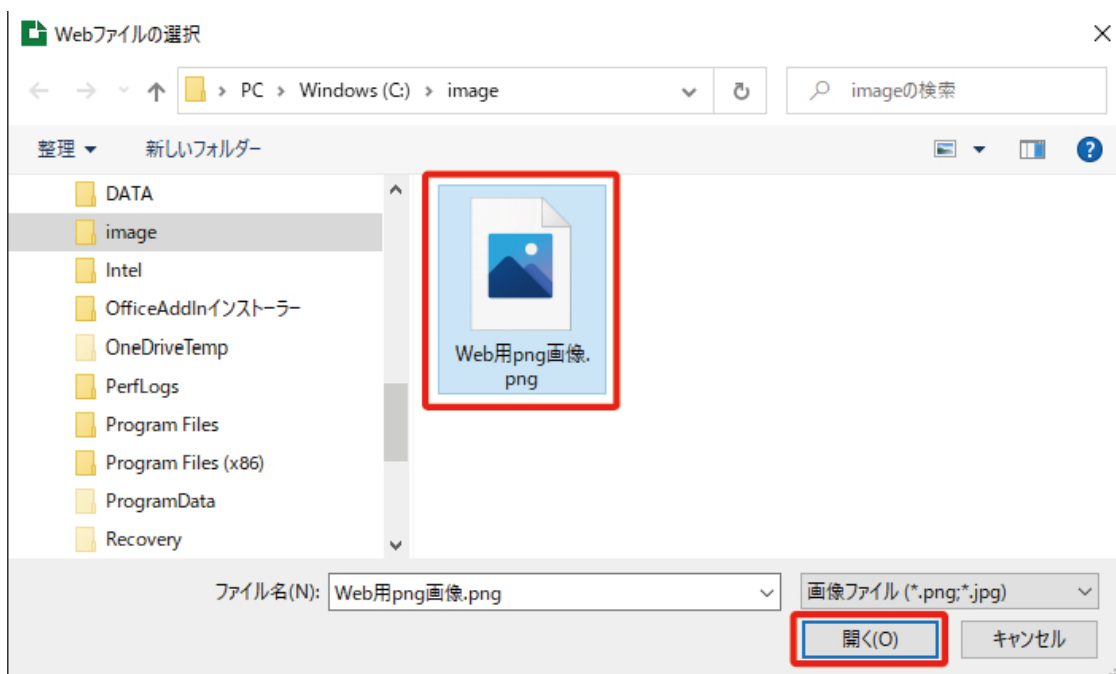 Webファイルの選択
PC › Windows (C:) › image
imageの検索
整理
新しいフォルダー
DATA
image
Intel
OfficeAddInインストーラー
OneDriveTemp
PerfLogs
Program Files
Program Files (x86)
ProgramData
Recovery
Web用png画像.
png
ファイル名(N):
Web用png画像.png
画像ファイル (*.png;*.jpg)
開く(O)
キャンセル